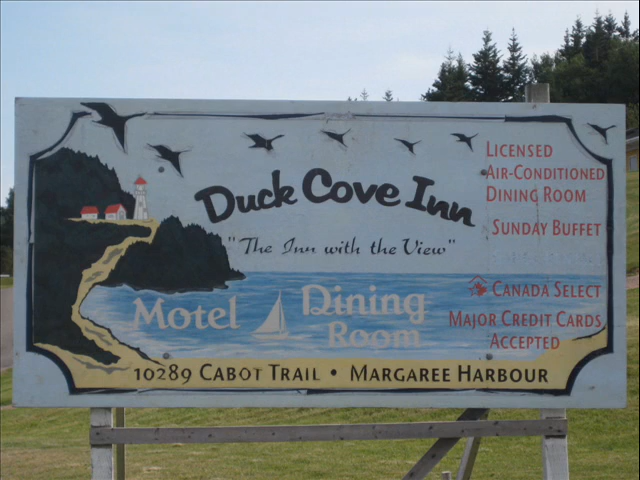 Duck Cove Inn
"The Inn with the View"
LICENSED
AIR-CONDITIONED
DINING ROOM
SUNDAY BUFFET
CANADA SELECT
MAJOR CREDIT CARDS
ACCEPTED
Motel
Dining
Room
10289 CABOT TRAIL • MARGAREE HARBOUR